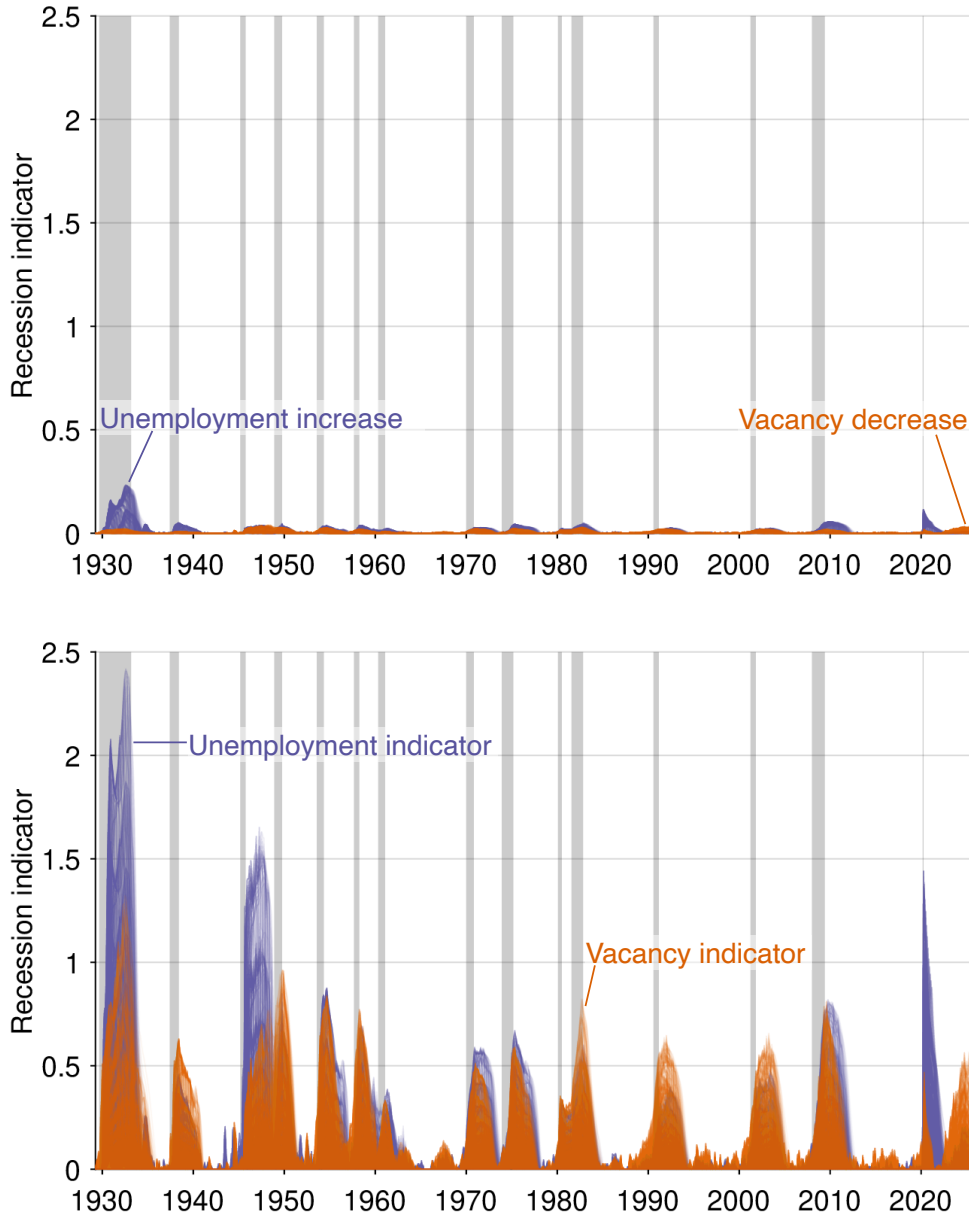 2.5
2
1.5
1
0.5
0
Recession indicator
Unemployment increase
Vacancy decrease
1930 1940 1950 1960 1970 1980 1990 2000 2010 2020
2.5
2
1.5
1
0.5
0
Recession indicator
Unemployment indicator
Vacancy indicator
1930 1940 1950 1960 1970 1980 1990 2000 2010 2020